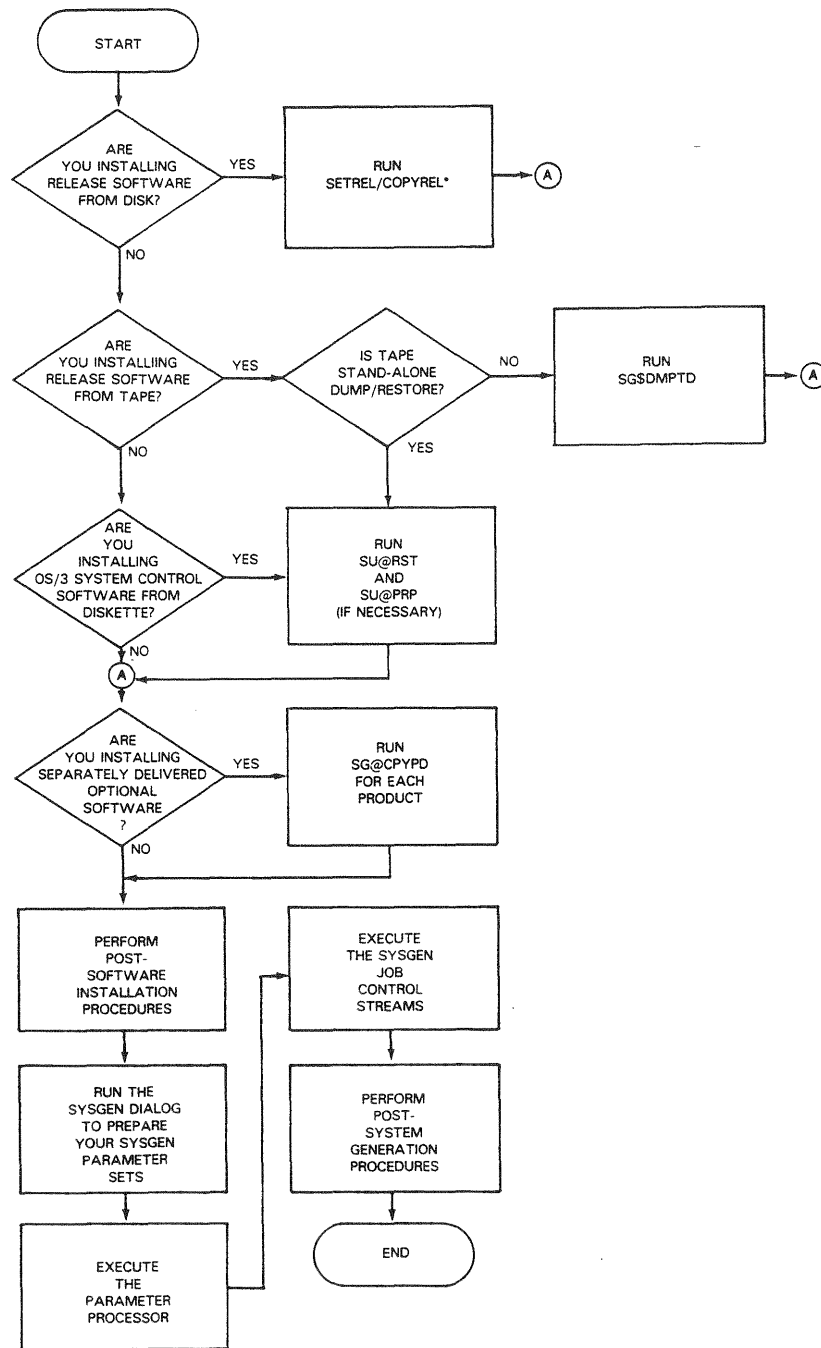 START
ARE
YOU INSTALLING
RELEASE SOFTWARE
FROM DISK?
YES
RUN
SETREL/COPYREL*
A
NO
ARE
YOU INSTALLIING
RELEASE SOFTWARE
FROM TAPE?
YES
IS TAPE
STAND-ALONE
DUMP/RESTORE?
NO
RUN
SG$DMPTD
A
NO
YES
ARE
YOU
INSTALLING
OS/3 SYSTEM CONTROL
SOFTWARE FROM
DISKETTE?
YES
RUN
SU@RST
AND
SU@PRP
(IF NECESSARY)
NO
A
ARE
YOU INSTALLING
SEPARATELY DELIVERED
OPTIONAL
SOFTWARE
?
YES
RUN
SG@CPYPD
FOR EACH
PRODUCT
NO
PERFORM
POST-
SOFTWARE
INSTALLATION
PROCEDURES
RUN THE
SYSGEN DIALOG
TO PREPARE
YOUR SYSGEN
PARAMETER
SETS
EXECUTE
THE
PARAMETER
PROCESSOR
EXECUTE
THE SYSGEN
JOB
CONTROL
STREAMS
PERFORM
POST-
SYSTEM
GENERATION
PROCEDURES
END